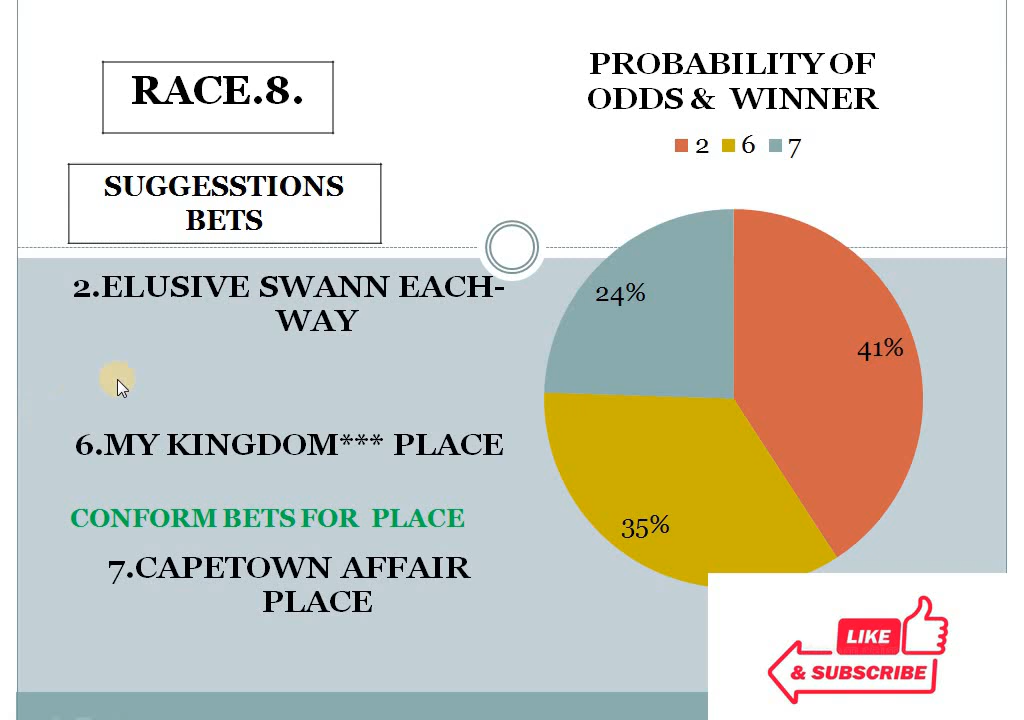 RACE.8.
SUGGESSTIONS
BETS
2.ELUSIVE SWANN EACH-
WAY
6.MY KINGDOM*** PLACE
CONFORM BETS FOR PLACE
7.CAPETOWN AFFAIR
PLACE
PROBABILITY OF
ODDS & WINNER
2 6 7
24%
41%
35%
LIKE
& SUBSCRIBE